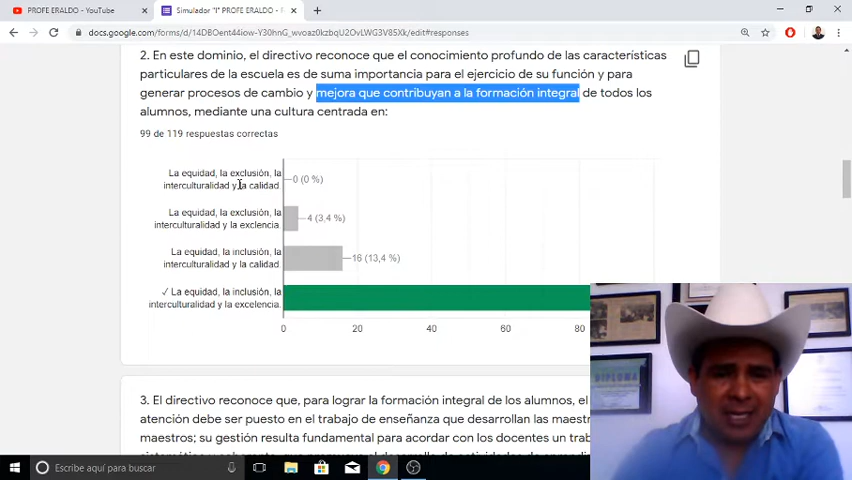 PROFE ERALDO - YouTube
Simulador "I" PROFE ERALDO - F
docs.google.com/forms/d/14DBOent44iow-Y30hnG_wvoaz0kzbqU2OvLWG3V85Xk/edit#responses
2. En este dominio, el directivo reconoce que el conocimiento profundo de las características
particulares de la escuela es de suma importancia para el ejercicio de su función y para
generar procesos de cambio y mejora que contribuyan a la formación integral de todos los
alumnos, mediante una cultura centrada en:
99 de 119 respuestas correctas
La equidad, la exclusión, la
interculturalidad y la calidad.
0 (0 %)
La equidad, la exclusión, la
interculturalidad y la exclencia.
4 (3,4 %)
La equidad, la inclusión, la
interculturalidad y la calidad.
16 (13,4 %)
✓ La equidad, la inclusión, la
interculturalidad y la excelencia.
0 20 40 60 80
3. El directivo reconoce que, para lograr la formación integral de los alumnos, el
atención debe ser puesto en el trabajo de enseñanza que desarrollan las maestr
maestros; su gestión resulta fundamental para acordar con los docentes un trab
DIPLOMA
Escribe aquí para buscar